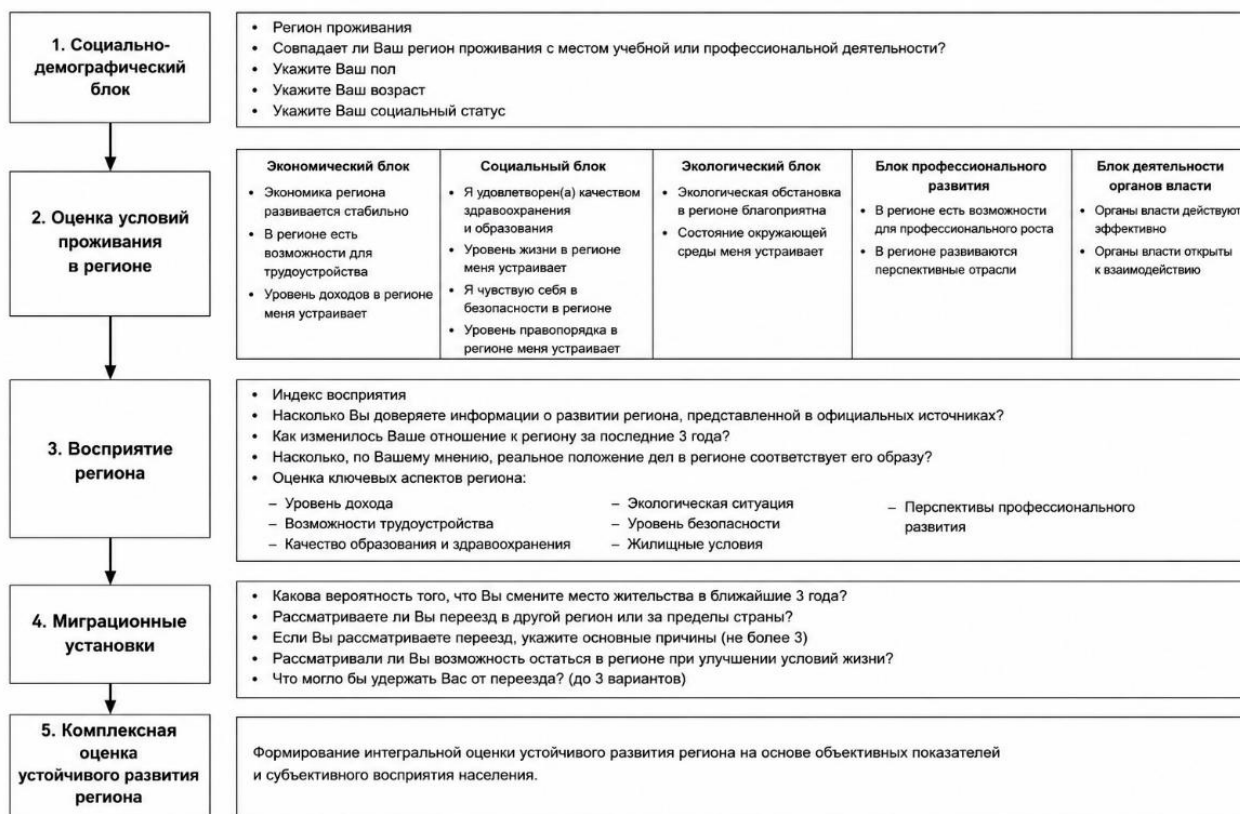 1. Социально-
демографический
блок
• Регион проживания
• Совпадает ли Ваш регион проживания с местом учебной или профессиональной деятельности?
• Укажите Ваш пол
• Укажите Ваш возраст
• Укажите Ваш социальный статус
2. Оценка условий
проживания
в регионе
Экономический блок
• Экономика региона
развивается стабильно
• В регионе есть
возможности для
трудоустройства
• Уровень доходов в регионе
меня устраивает
Социальный блок
• Я удовлетворен(а) качеством
здравоохранения
и образования
• Уровень жизни в регионе
меня устраивает
• Я чувствую себя в
безопасности в регионе
• Уровень правопорядка в
регионе меня устраивает
Экологический блок
• Экологическая обстановка
в регионе благоприятна
• Состояние окружающей
среды меня устраивает
Блок профессионального
развития
• В регионе есть возможности
для профессионального роста
• В регионе развиваются
перспективные отрасли
Блок деятельности
органов власти
• Органы власти действуют
эффективно
• Органы власти открыты
к взаимодействию
3. Восприятие
региона
• Индекс восприятия
• Насколько Вы доверяете информации о развитии региона, представленной в официальных источниках?
• Как изменилось Ваше отношение к региону за последние 3 года?
• Насколько, по Вашему мнению, реальное положение дел в регионе соответствует его образу?
• Оценка ключевых аспектов региона:
– Уровень дохода
– Возможности трудоустройства
– Качество образования и здравоохранения
– Экологическая ситуация
– Уровень безопасности
– Жилищные условия
– Перспективы профессионального
развития
4. Миграционные
установки
• Какова вероятность того, что Вы смените место жительства в ближайшие 3 года?
• Рассматриваете ли Вы переезд в другой регион или за пределы страны?
• Если Вы рассматриваете переезд, укажите основные причины (не более 3)
• Рассматривали ли Вы возможность остаться в регионе при улучшении условий жизни?
• Что могло бы удержать Вас от переезда? (до 3 вариантов)
5. Комплексная
оценка
устойчивого развития
региона
Формирование интегральной оценки устойчивого развития региона на основе объективных показателей
и субъективного восприятия населения.